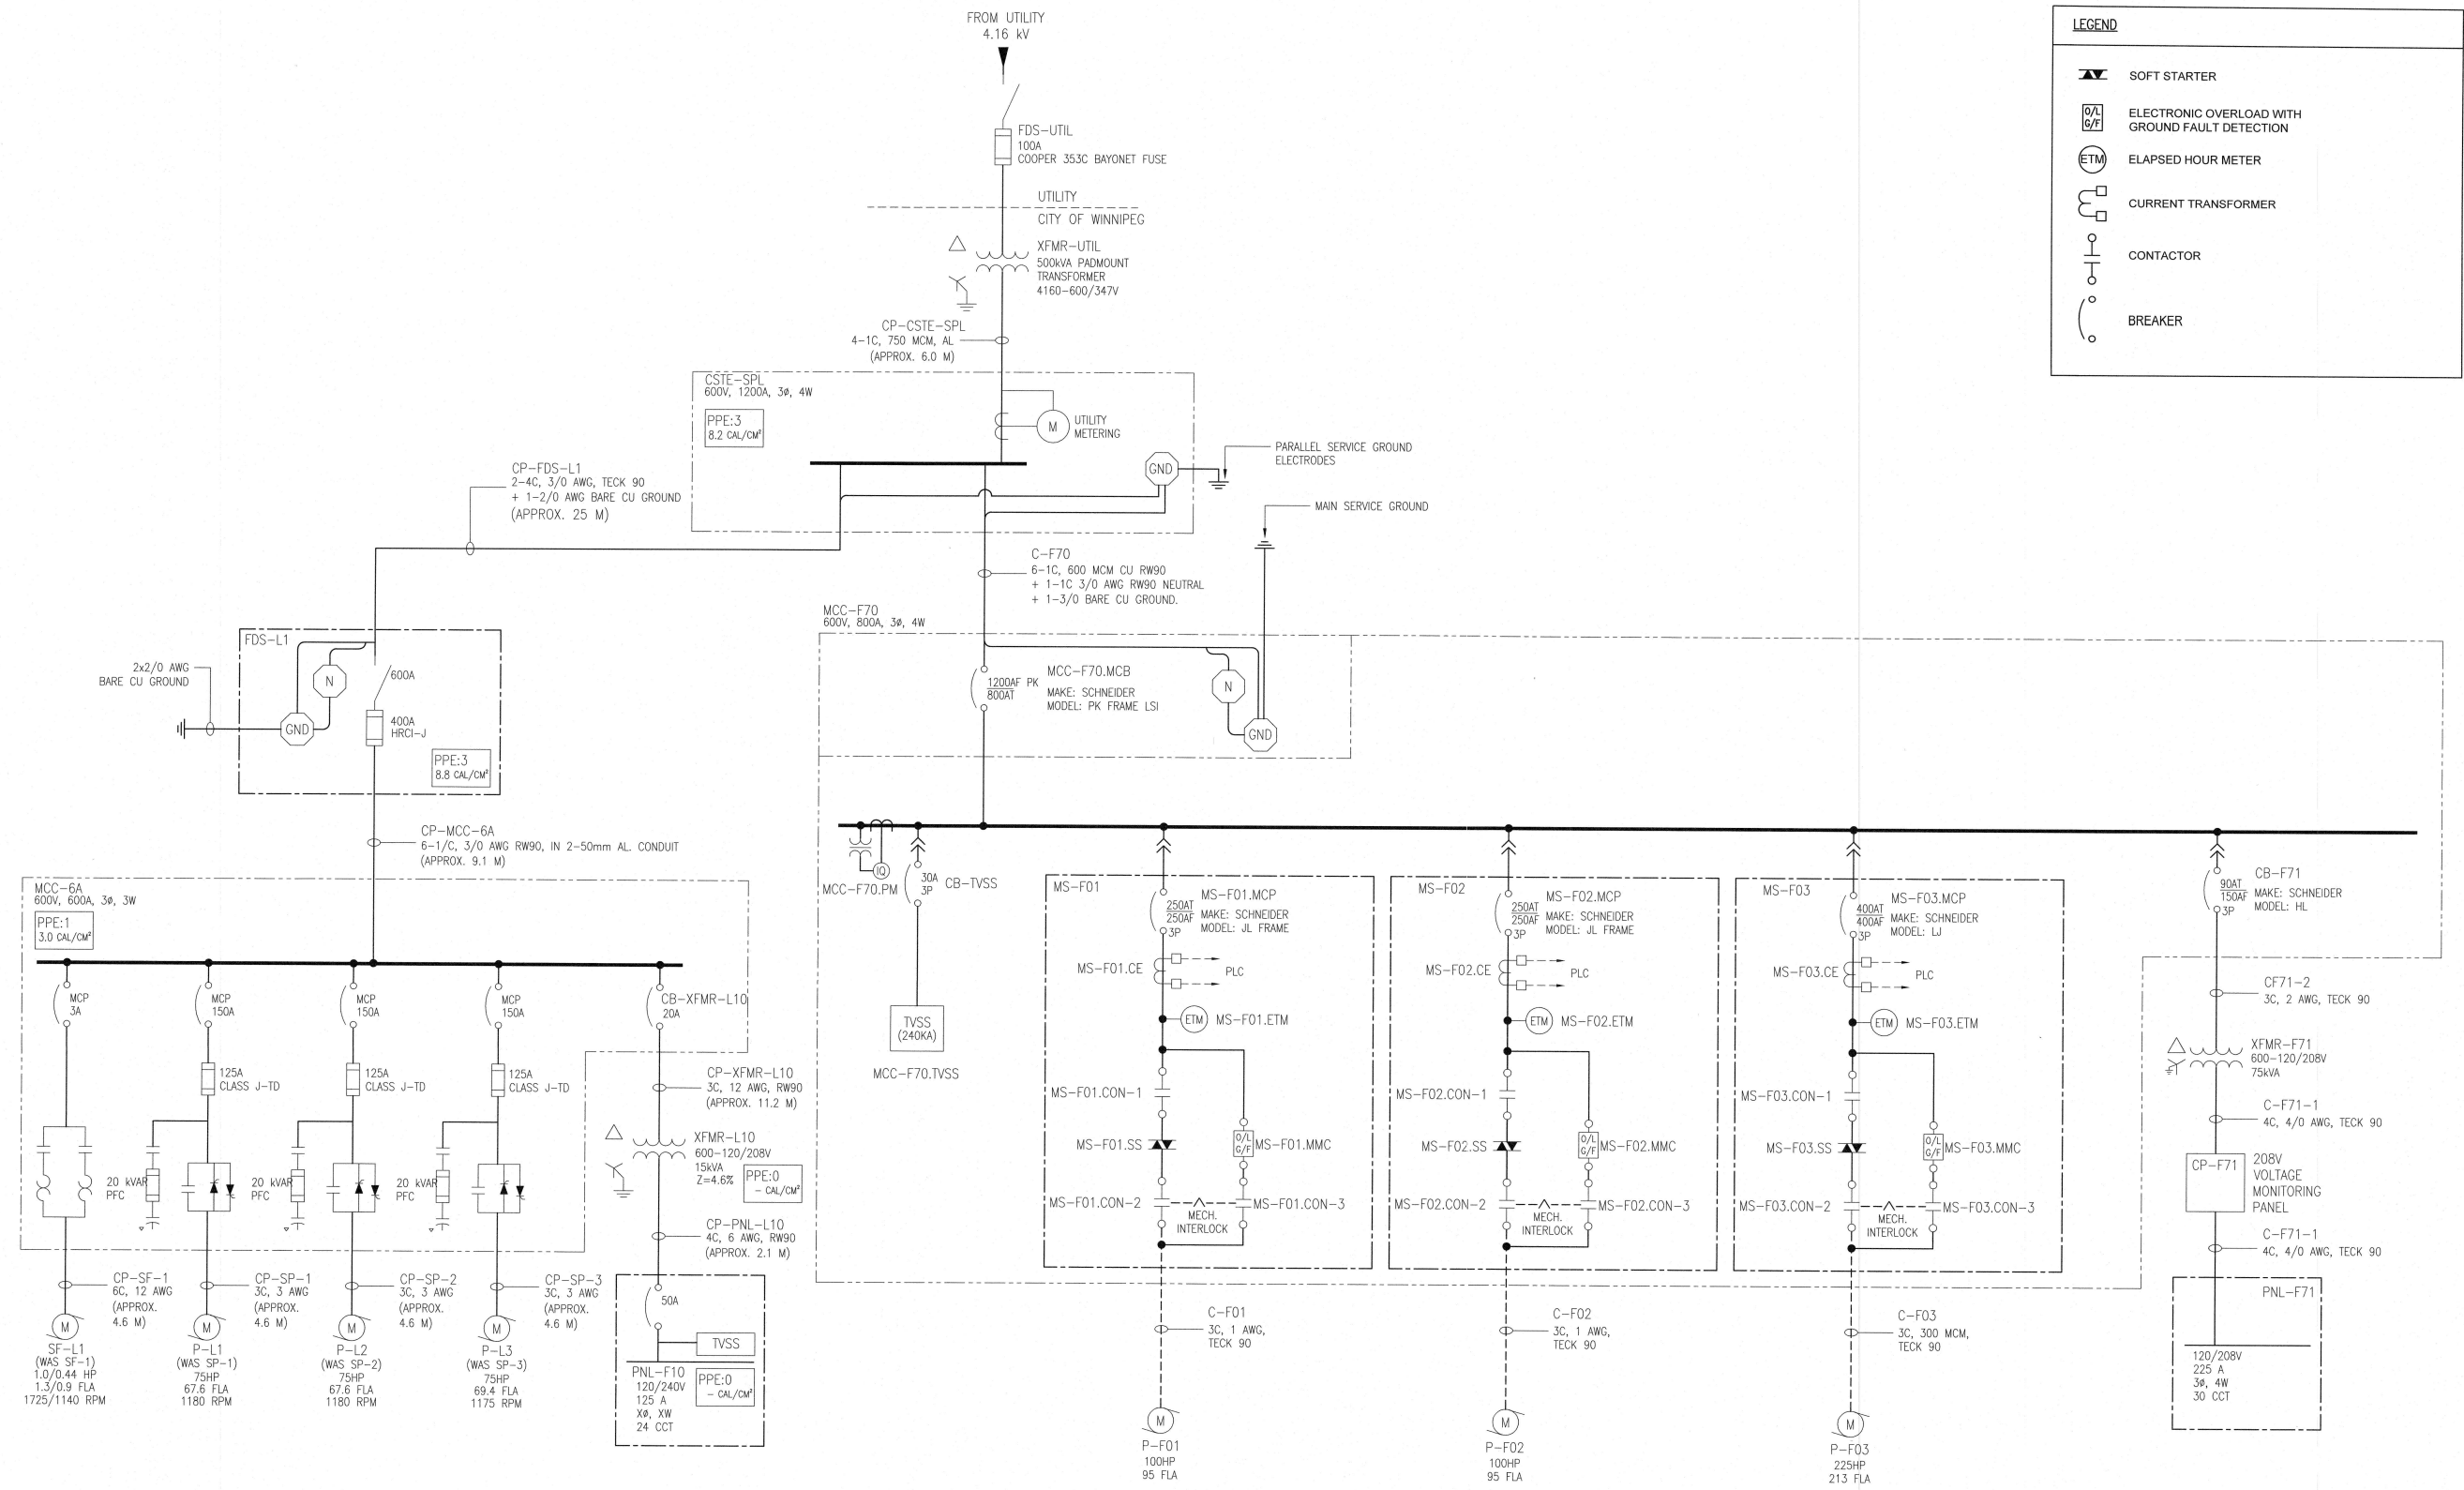 FROM UTILITY
4.16 kV
FDS-UTIL
100A
COOPER 353C BAYONET FUSE
UTILITY
CITY OF WINNIPEG
XFMR-UTIL
500kVA PADMOUNT
TRANSFORMER
4160-600/347V
CP-CSTE-SPL
4-1C, 750 MCM, AL
(APPROX. 6.0 M)
LEGEND
SOFT STARTER
O/L
G/F
ELECTRONIC OVERLOAD WITH
GROUND FAULT DETECTION
ETM
ELAPSED HOUR METER
CURRENT TRANSFORMER
CONTACTOR
BREAKER
CSTE-SPL
600V, 1200A, 3ø, 4W
PPE:3
8.2 CAL/CM²
M
UTILITY
METERING
GND
PARALLEL SERVICE GROUND
ELECTRODES
MAIN SERVICE GROUND
CP-FDS-L1
2-4C, 3/0 AWG, TECK 90
+ 1-2/0 AWG BARE CU GROUND
(APPROX. 25 M)
C-F70
6-1C, 600 MCM CU RW90
+ 1-1C 3/0 AWG RW90 NEUTRAL
+ 1-3/0 BARE CU GROUND.
FDS-L1
2x2/0 AWG
BARE CU GROUND
N
GND
600A
400A
HRCI-J
PPE:3
8.8 CAL/CM²
MCC-F70
600V, 800A, 3ø, 4W
1200AF PK
800AT
MCC-F70.MCB
MAKE: SCHNEIDER
MODEL: PK FRAME LSI
N
GND
CP-MCC-6A
6-1/C, 3/0 AWG RW90, IN 2-50mm AL. CONDUIT
(APPROX. 9.1 M)
MCC-6A
600V, 600A, 3ø, 3W
PPE:1
3.0 CAL/CM²
MCP
3A
MCP
150A
MCP
150A
MCP
150A
CB-XFMR-L10
20A
125A
CLASS J-TD
125A
CLASS J-TD
125A
CLASS J-TD
20 kVAR
PFC
20 kVAR
PFC
20 kVAR
PFC
CP-XFMR-L10
3C, 12 AWG, RW90
(APPROX. 11.2 M)
XFMR-L10
600-120/208V
15kVA
Z=4.6%
PPE:0
- CAL/CM²
CP-PNL-L10
4C, 6 AWG, RW90
(APPROX. 2.1 M)
CP-SF-1
6C, 12 AWG
(APPROX.
4.6 M)
CP-SP-1
3C, 3 AWG
(APPROX.
4.6 M)
CP-SP-2
3C, 3 AWG
(APPROX.
4.6 M)
CP-SP-3
3C, 3 AWG
(APPROX.
4.6 M)
M
SF-L1
(WAS SF-1)
1.0/0.44 HP
1.3/0.9 FLA
1725/1140 RPM
M
P-L1
(WAS SP-1)
75HP
67.6 FLA
1180 RPM
M
P-L2
(WAS SP-2)
75HP
67.6 FLA
1180 RPM
M
P-L3
(WAS SP-3)
75HP
69.4 FLA
1175 RPM
50A
TVSS
PNL-F10
120/240V
125 A
Xø, XW
24 CCT
PPE:0
- CAL/CM²
MCC-F70.PM
IQ
30A
3P
CB-TVSS
TVSS
(240KA)
MCC-F70.TVSS
MS-F01
MS-F01.MCP
250AT
250AF
3P
MAKE: SCHNEIDER
MODEL: JL FRAME
MS-F01.CE
PLC
ETM
MS-F01.ETM
MS-F01.CON-1
MS-F01.SS
O/L
G/F
MS-F01.MMC
MS-F01.CON-2
MECH.
INTERLOCK
MS-F01.CON-3
C-F01
3C, 1 AWG,
TECK 90
M
P-F01
100HP
95 FLA
MS-F02
MS-F02.MCP
250AT
250AF
3P
MAKE: SCHNEIDER
MODEL: JL FRAME
MS-F02.CE
PLC
ETM
MS-F02.ETM
MS-F02.CON-1
MS-F02.SS
O/L
G/F
MS-F02.MMC
MS-F02.CON-2
MECH.
INTERLOCK
MS-F02.CON-3
C-F02
3C, 1 AWG,
TECK 90
M
P-F02
100HP
95 FLA
MS-F03
MS-F03.MCP
400AT
400AF
3P
MAKE: SCHNEIDER
MODEL: LJ
MS-F03.CE
PLC
ETM
MS-F03.ETM
MS-F03.CON-1
MS-F03.SS
O/L
G/F
MS-F03.MMC
MS-F03.CON-2
MECH.
INTERLOCK
MS-F03.CON-3
C-F03
3C, 300 MCM,
TECK 90
M
P-F03
225HP
213 FLA
CB-F71
90AT
150AF
3P
MAKE: SCHNEIDER
MODEL: HL
CF71-2
3C, 2 AWG, TECK 90
XFMR-F71
600-120/208V
75kVA
C-F71-1
4C, 4/0 AWG, TECK 90
CP-F71
208V
VOLTAGE
MONITORING
PANEL
C-F71-1
4C, 4/0 AWG, TECK 90
PNL-F71
120/208V
225 A
3ø, 4W
30 CCT